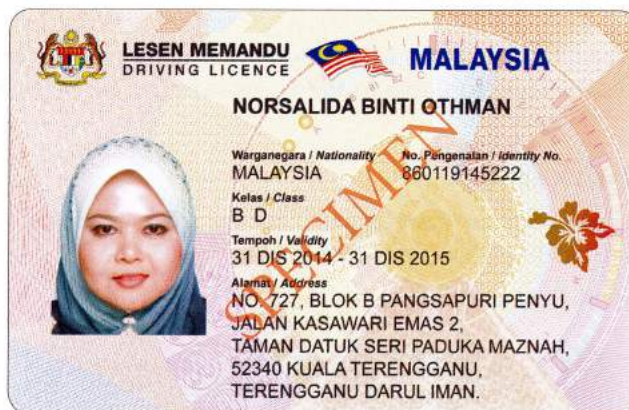 LESEN MEMANDU
DRIVING LICENCE
MALAYSIA
NORSALIDA BINTI OTHMAN
Warganegara / Nationality No. Pengenalan / Identity No.
MALAYSIA 860119145222
Kelas / Class
B D
Tempoh / Validity
31 DIS 2014 - 31 DIS 2015
Alamat / Address
NO. 727, BLOK B PANGSAPURI PENYU,
JALAN KASAWARI EMAS 2,
TAMAN DATUK SERI PADUKA MAZNAH,
52340 KUALA TERENGGANU,
TERENGGANU DARUL IMAN.
SPECIMEN